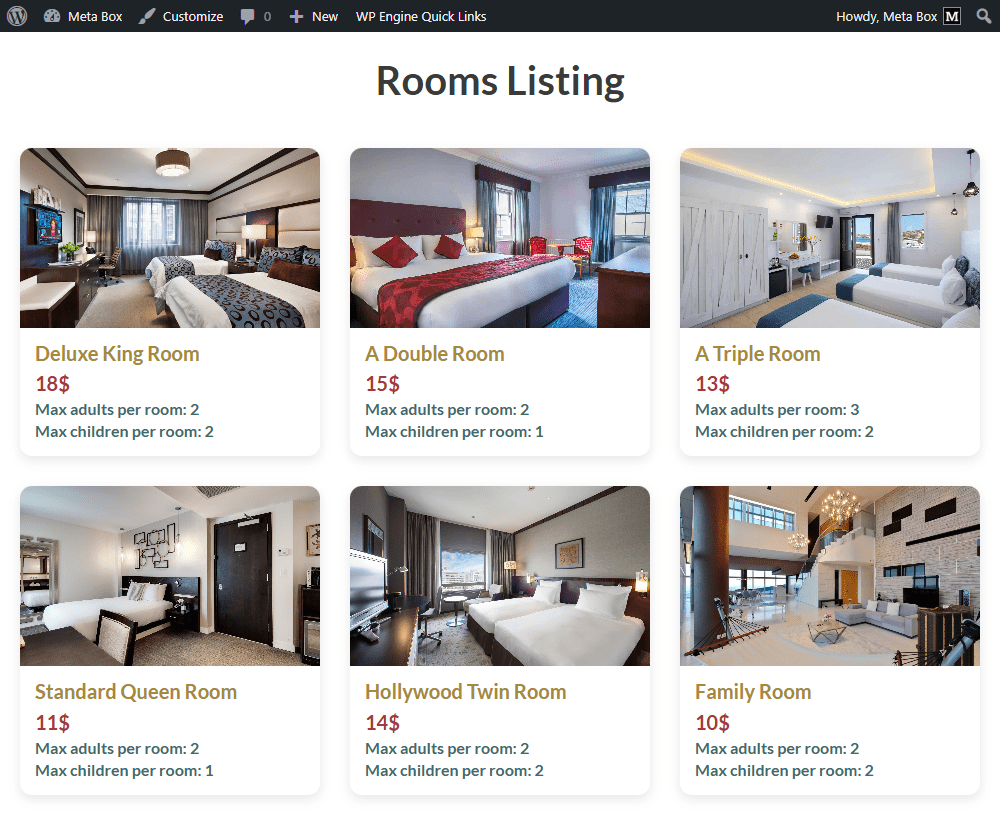 Meta Box Customize 0 New WP Engine Quick Links Howdy, Meta Box M
Rooms Listing
Deluxe King Room
18$
Max adults per room: 2
Max children per room: 2
A Double Room
15$
Max adults per room: 2
Max children per room: 1
A Triple Room
13$
Max adults per room: 3
Max children per room: 2
Standard Queen Room
11$
Max adults per room: 2
Max children per room: 1
Hollywood Twin Room
14$
Max adults per room: 2
Max children per room: 2
Family Room
10$
Max adults per room: 2
Max children per room: 2